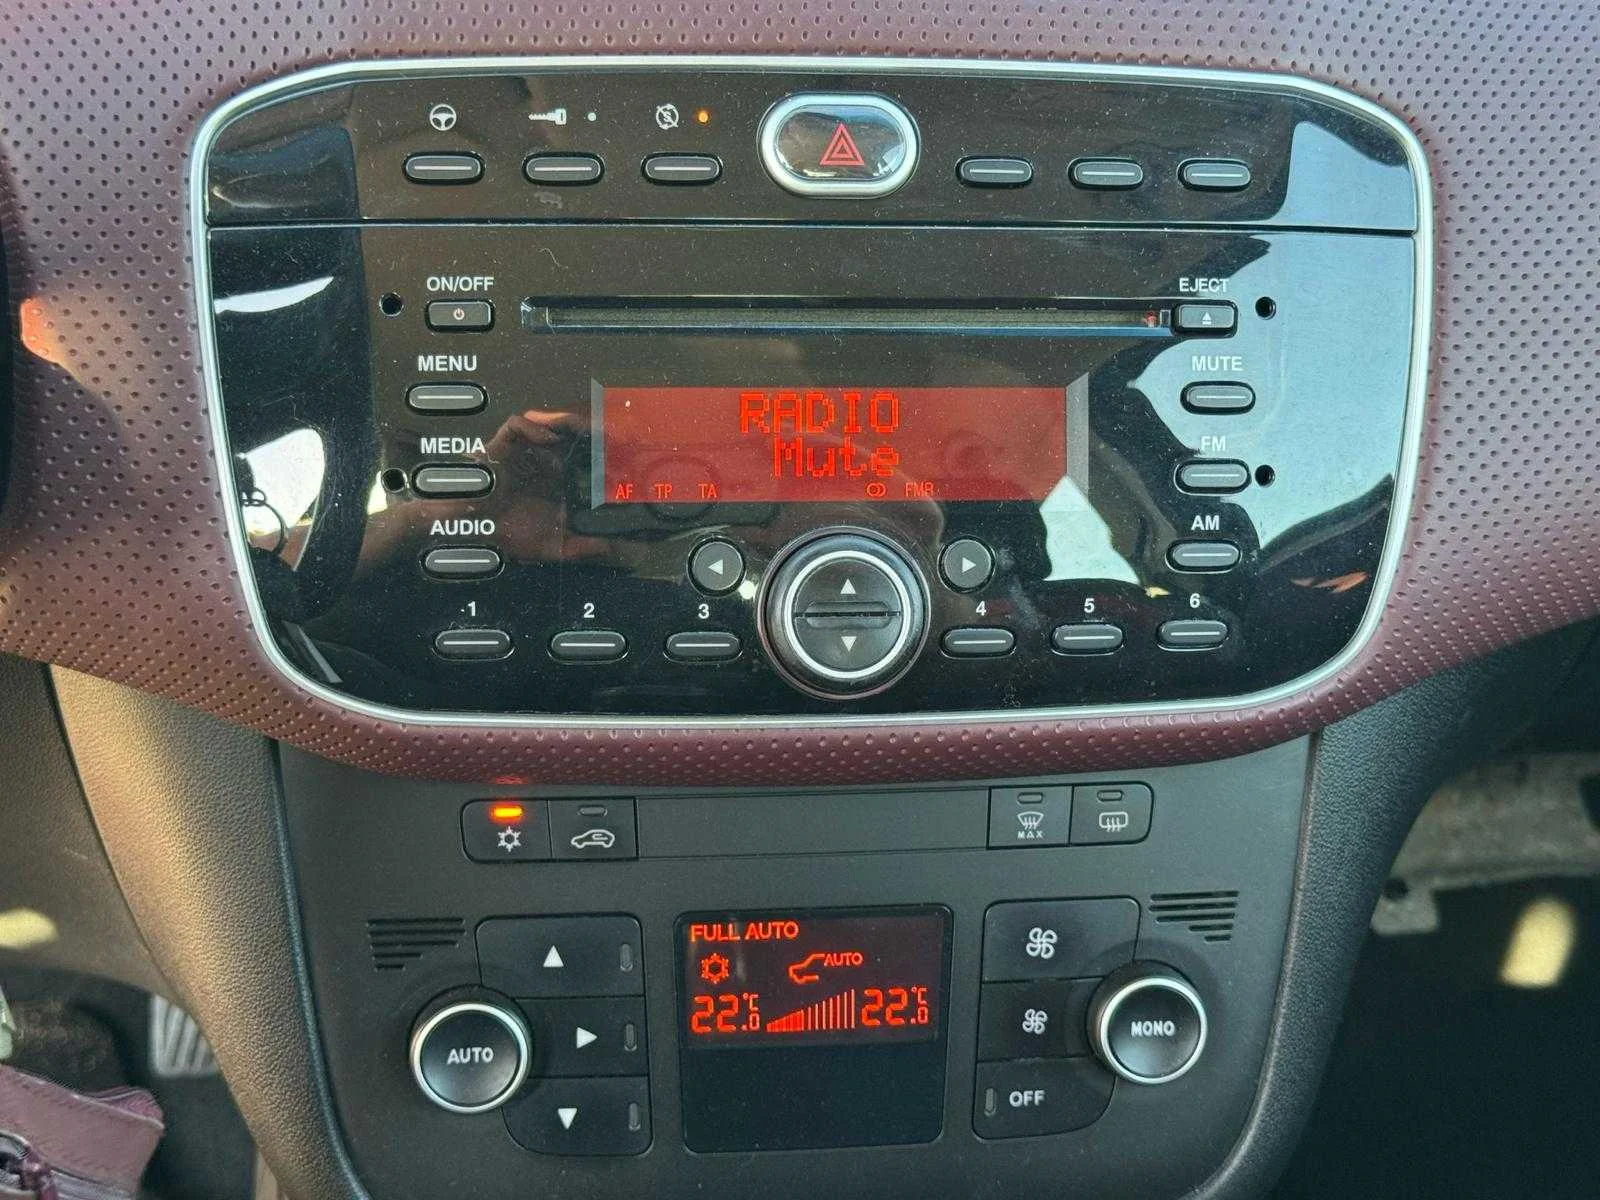 ON/OFF
EJECT
MENU
MUTE
MEDIA
FM
AUDIO
AM
RADIO
Mute
AF TP TA FMR
1 2 3 4 5 6
MAX
FULL AUTO
AUTO
22.0°C 22.0°C
AUTO
MONO
OFF